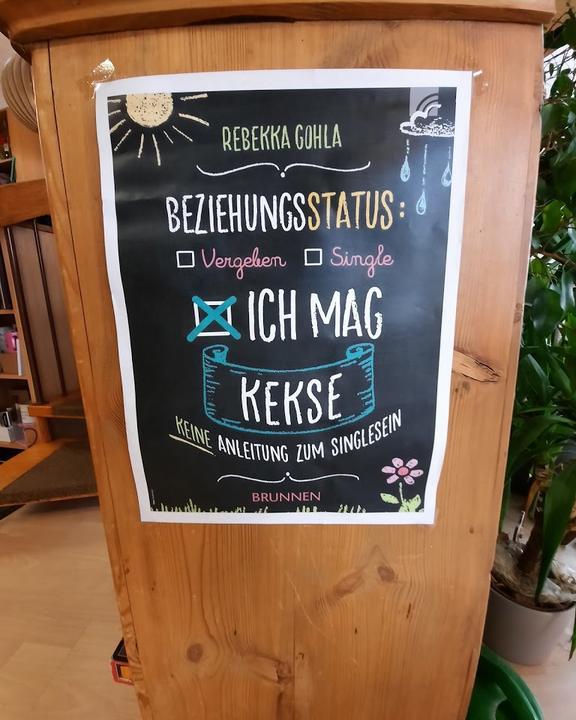 REBEKKA GOHLA
BEZIEHUNGSSTATUS:
Vergeben Single
ICH MAG
KEKSE
KEINE ANLEITUNG ZUM SINGLESEIN
BRUNNEN